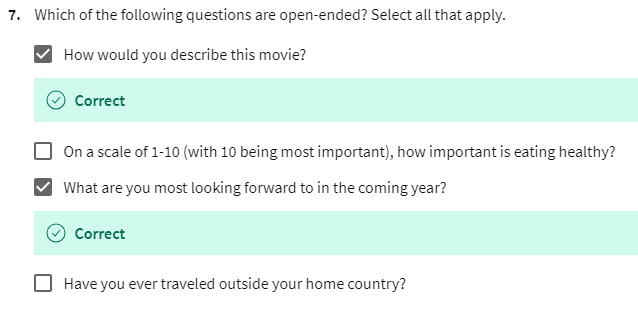 7. Which of the following questions are open-ended? Select all that apply.
How would you describe this movie?
Correct
On a scale of 1-10 (with 10 being most important), how important is eating healthy?
What are you most looking forward to in the coming year?
Correct
Have you ever traveled outside your home country?